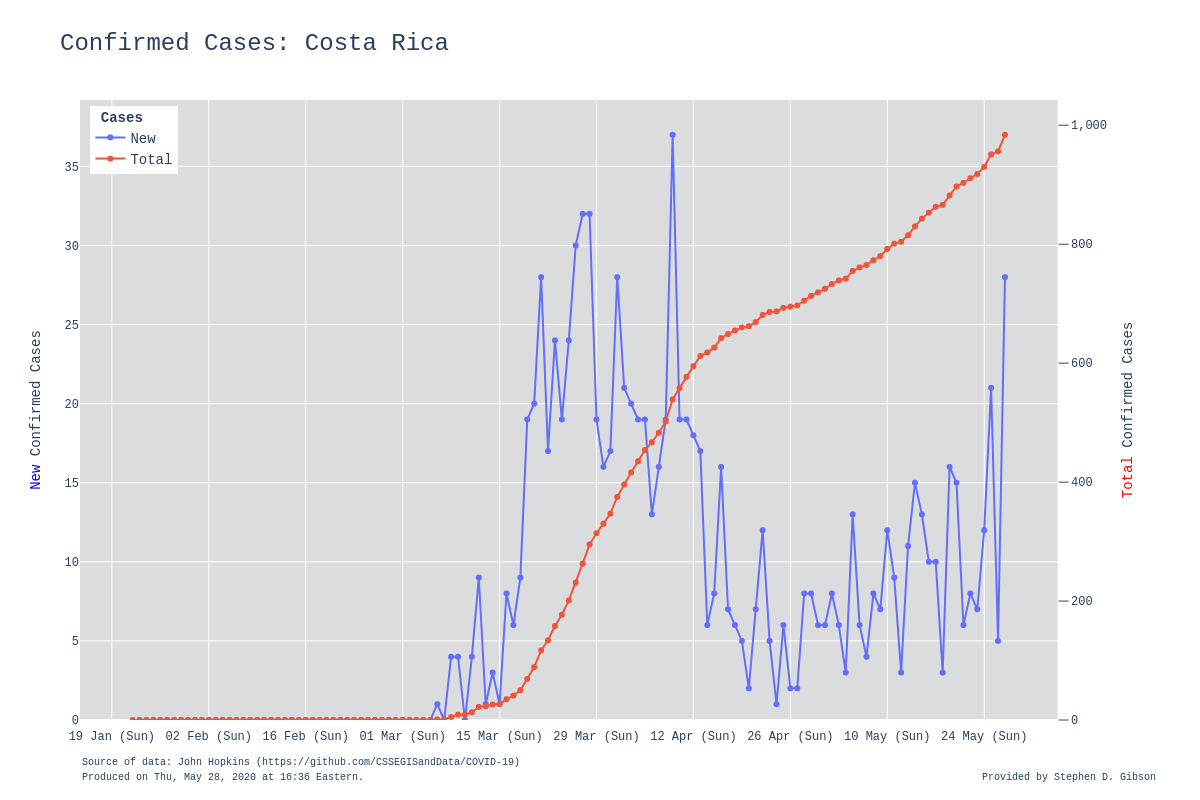 Confirmed Cases: Costa Rica
Cases
New
Total
35
30
25
20
15
10
5
0
New Confirmed Cases
1,000
800
600
400
200
0
Total Confirmed Cases
19 Jan (Sun) 02 Feb (Sun) 16 Feb (Sun) 01 Mar (Sun) 15 Mar (Sun) 29 Mar (Sun) 12 Apr (Sun) 26 Apr (Sun) 10 May (Sun) 24 May (Sun)
Source of data: John Hopkins (https://github.com/CSSEGISandData/COVID-19)
Produced on Thu, May 28, 2020 at 16:36 Eastern.
Provided by Stephen D. Gibson